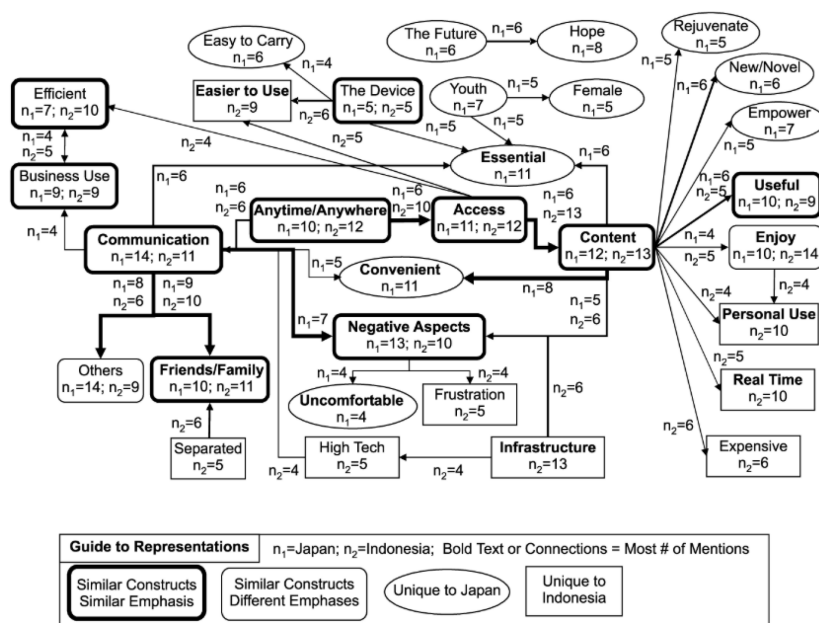 Easy to Carry
n1=6
The Future
n1=6
n1=6
Hope
n1=8
Rejuvenate
n1=5
n1=4
n1=5
New/Novel
n1=6
Efficient
n1=7; n2=10
Easier to Use
n2=9
The Device
n1=5; n2=5
n2=6
Youth
n1=7
n1=5
Female
n1=5
n1=6
Empower
n1=7
n1=5
n1=4
n2=5
n2=4
n2=5
n1=5
n1=5
Essential
n1=11
n1=6
Business Use
n1=9; n2=9
n1=6
n1=6
n2=5
Useful
n1=10; n2=9
n1=4
n1=6
n2=6
Anytime/Anywhere
n1=10; n2=12
n1=6
n2=10
Access
n1=11; n2=12
n1=6
n2=13
Communication
n1=14; n2=11
Content
n1=12; n2=13
n1=4
n2=5
Enjoy
n1=10; n2=14
n1=5
Convenient
n1=11
n1=8
n2=4
n2=4
n1=8
n2=6
n1=9
n2=10
n1=7
Negative Aspects
n1=13; n2=10
n1=5
n2=6
Personal Use
n2=10
Others
n1=14; n2=9
Friends/Family
n1=10; n2=11
n1=4
n2=4
n2=6
n2=5
Uncomfortable
n1=4
Frustration
n2=5
Real Time
n2=10
n2=6
n2=6
Separated
n2=5
n2=4
High Tech
n2=5
n2=4
Infrastructure
n2=13
Expensive
n2=6
Guide to Representations
n1=Japan; n2=Indonesia; Bold Text or Connections = Most # of Mentions
Similar Constructs
Similar Emphasis
Similar Constructs
Different Emphases
Unique to Japan
Unique to
Indonesia